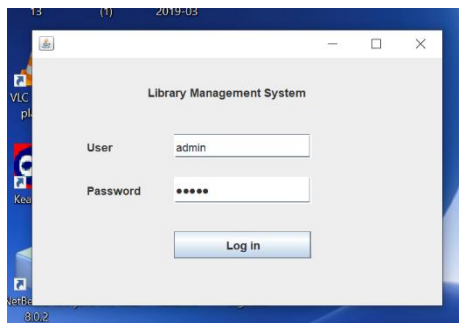 13 (1) 2019-03
Library Management System
VLC
pl
User admin
Password •••••
Kea
Log in
NetBe
8.0.2